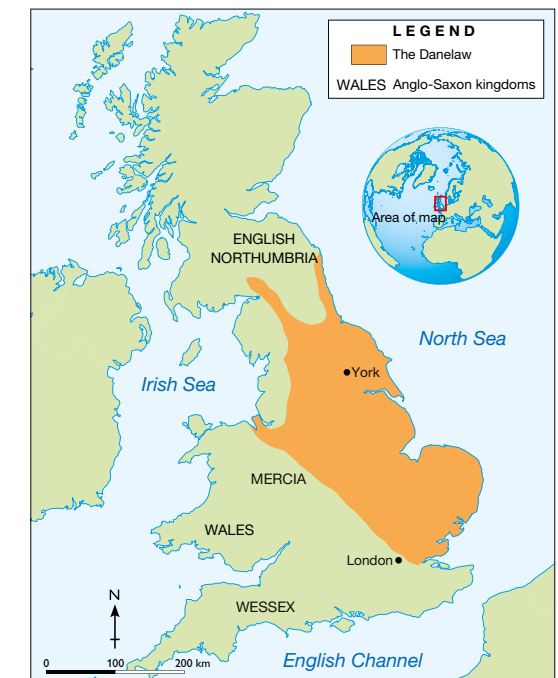 LEGEND
The Danelaw
WALES Anglo-Saxon kingdoms
Area of map
ENGLISH
NORTHUMBRIA
North Sea
York
Irish Sea
MERCIA
WALES
London
N
WESSEX
0 100 200 km
English Channel